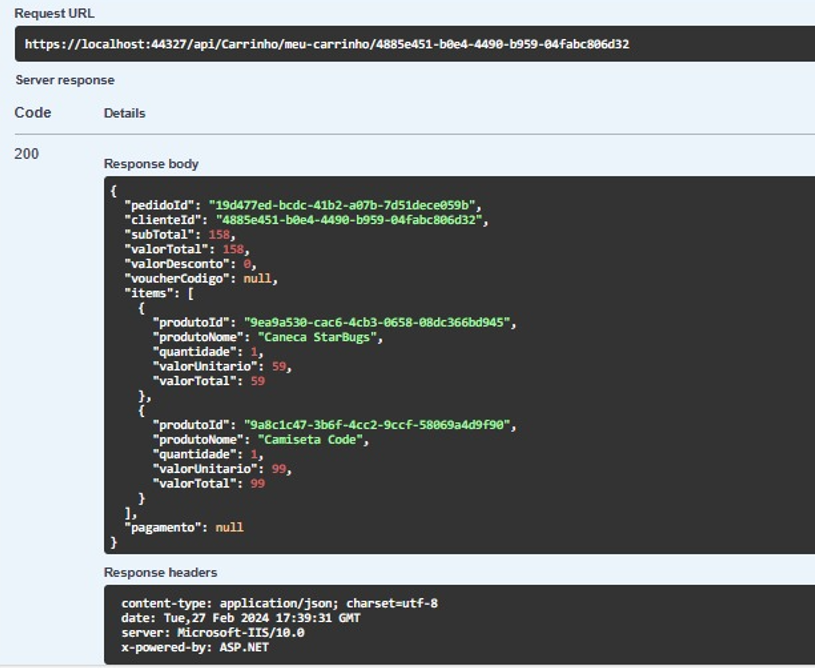 Request URL
https://localhost:44327/api/Carrinho/meu-carrinho/4885e451-b0e4-4490-b959-04fabc806d32
Server response
Code Details
200
Response body
{
"pedidoId": "19d477ed-bcdc-41b2-a07b-7d51dece059b",
"clienteId": "4885e451-b0e4-4490-b959-04fabc806d32",
"subTotal": 158,
"valorTotal": 158,
"valorDesconto": 0,
"voucherCodigo": null,
"items": [
{
"produtoId": "9ea9a530-cac6-4cb3-0658-08dc366bd945",
"produtoNome": "Caneca StarBugs",
"quantidade": 1,
"valorUnitario": 59,
"valorTotal": 59
},
{
"produtoId": "9a8c1c47-3b6f-4cc2-9ccf-58069a4d9f90",
"produtoNome": "Camiseta Code",
"quantidade": 1,
"valorUnitario": 99,
"valorTotal": 99
}
],
"pagamento": null
}
Response headers
content-type: application/json; charset=utf-8
date: Tue,27 Feb 2024 17:39:31 GMT
server: Microsoft-IIS/10.0
x-powered-by: ASP.NET